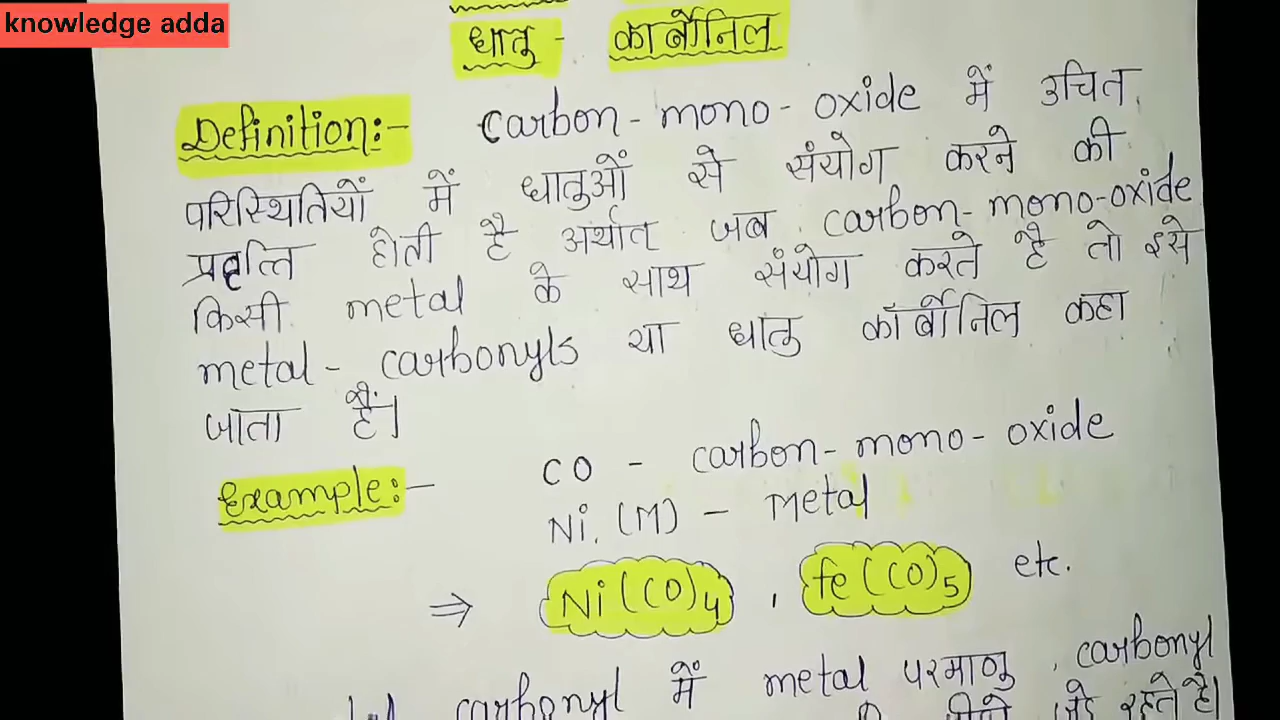 knowledge adda
धातु - कार्बोनिल
Definition:- Carbon-mono-oxide में उचित
परिस्थितियों में धातुओं से संयोग करने की
प्रवृत्ति होती है अर्थात जब carbon-mono-oxide
किसी metal के साथ संयोग करते है तो इसे
metal-carbonyls या धातु कॉर्बोनिल कहा
जाता हैं।
Example:- CO - carbon-mono-oxide
Ni, (M) - Metal
⇒ Ni(CO)4 , Fe(CO)5 etc.
carbonyl में metal परमाणु, carbonyl
जुड़े रहते है।